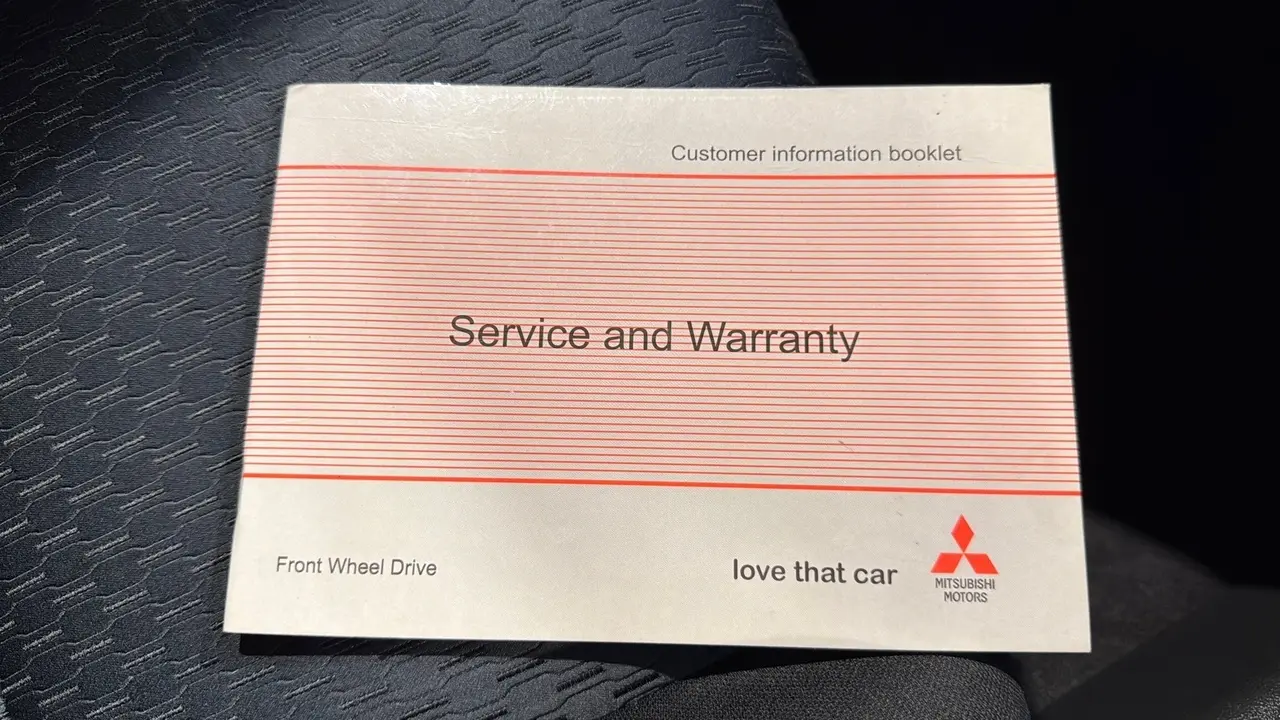 Customer information booklet
Service and Warranty
Front Wheel Drive
love that car
MITSUBISHI
MOTORS